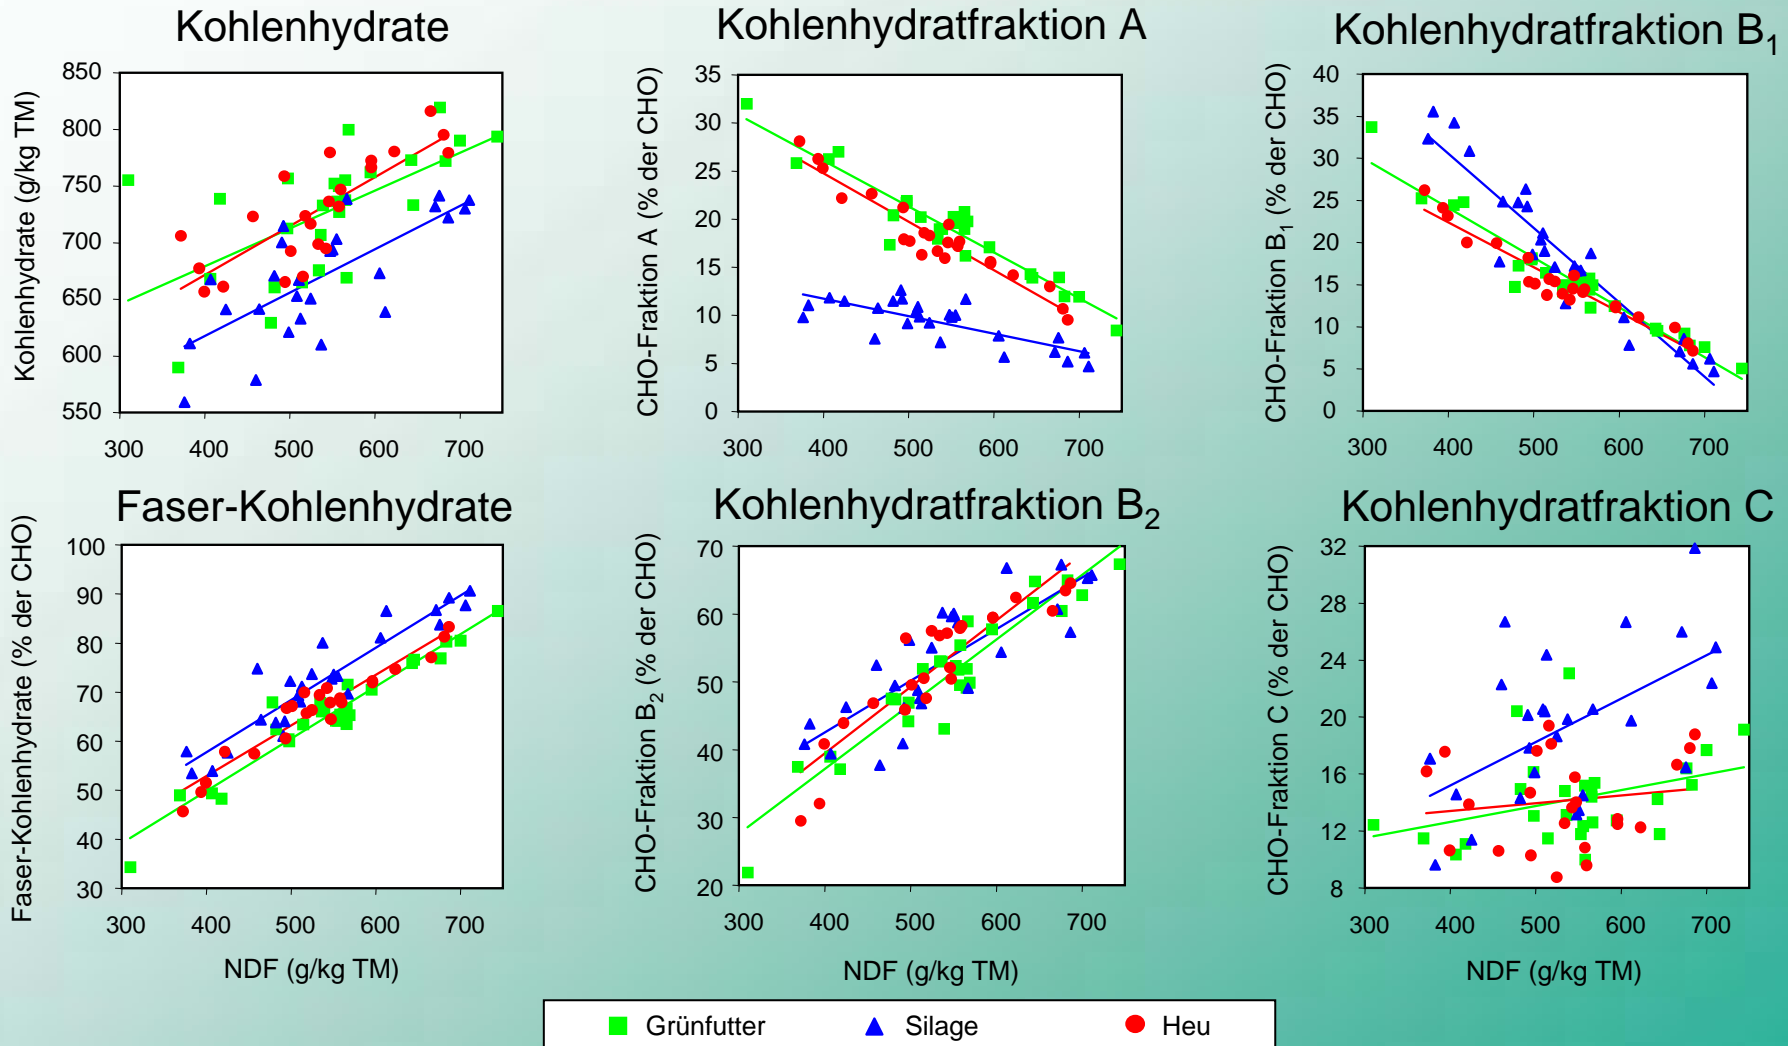 Kohlenhydrate
Kohlenhydratfraktion A
Kohlenhydratfraktion B1
Kohlenhydrate (g/kg TM)
850
800
750
700
650
600
550
300 400 500 600 700
CHO-Fraktion A (% der CHO)
35
30
25
20
15
10
5
0
300 400 500 600 700
CHO-Fraktion B1 (% der CHO)
40
35
30
25
20
15
10
5
0
300 400 500 600 700
Faser-Kohlenhydrate
Kohlenhydratfraktion B2
Kohlenhydratfraktion C
Faser-Kohlenhydrate (% der CHO)
100
90
80
70
60
50
40
30
300 400 500 600 700
NDF (g/kg TM)
CHO-Fraktion B2 (% der CHO)
70
60
50
40
30
20
300 400 500 600 700
NDF (g/kg TM)
CHO-Fraktion C (% der CHO)
32
28
24
20
16
12
8
300 400 500 600 700
NDF (g/kg TM)
Grünfutter Silage Heu